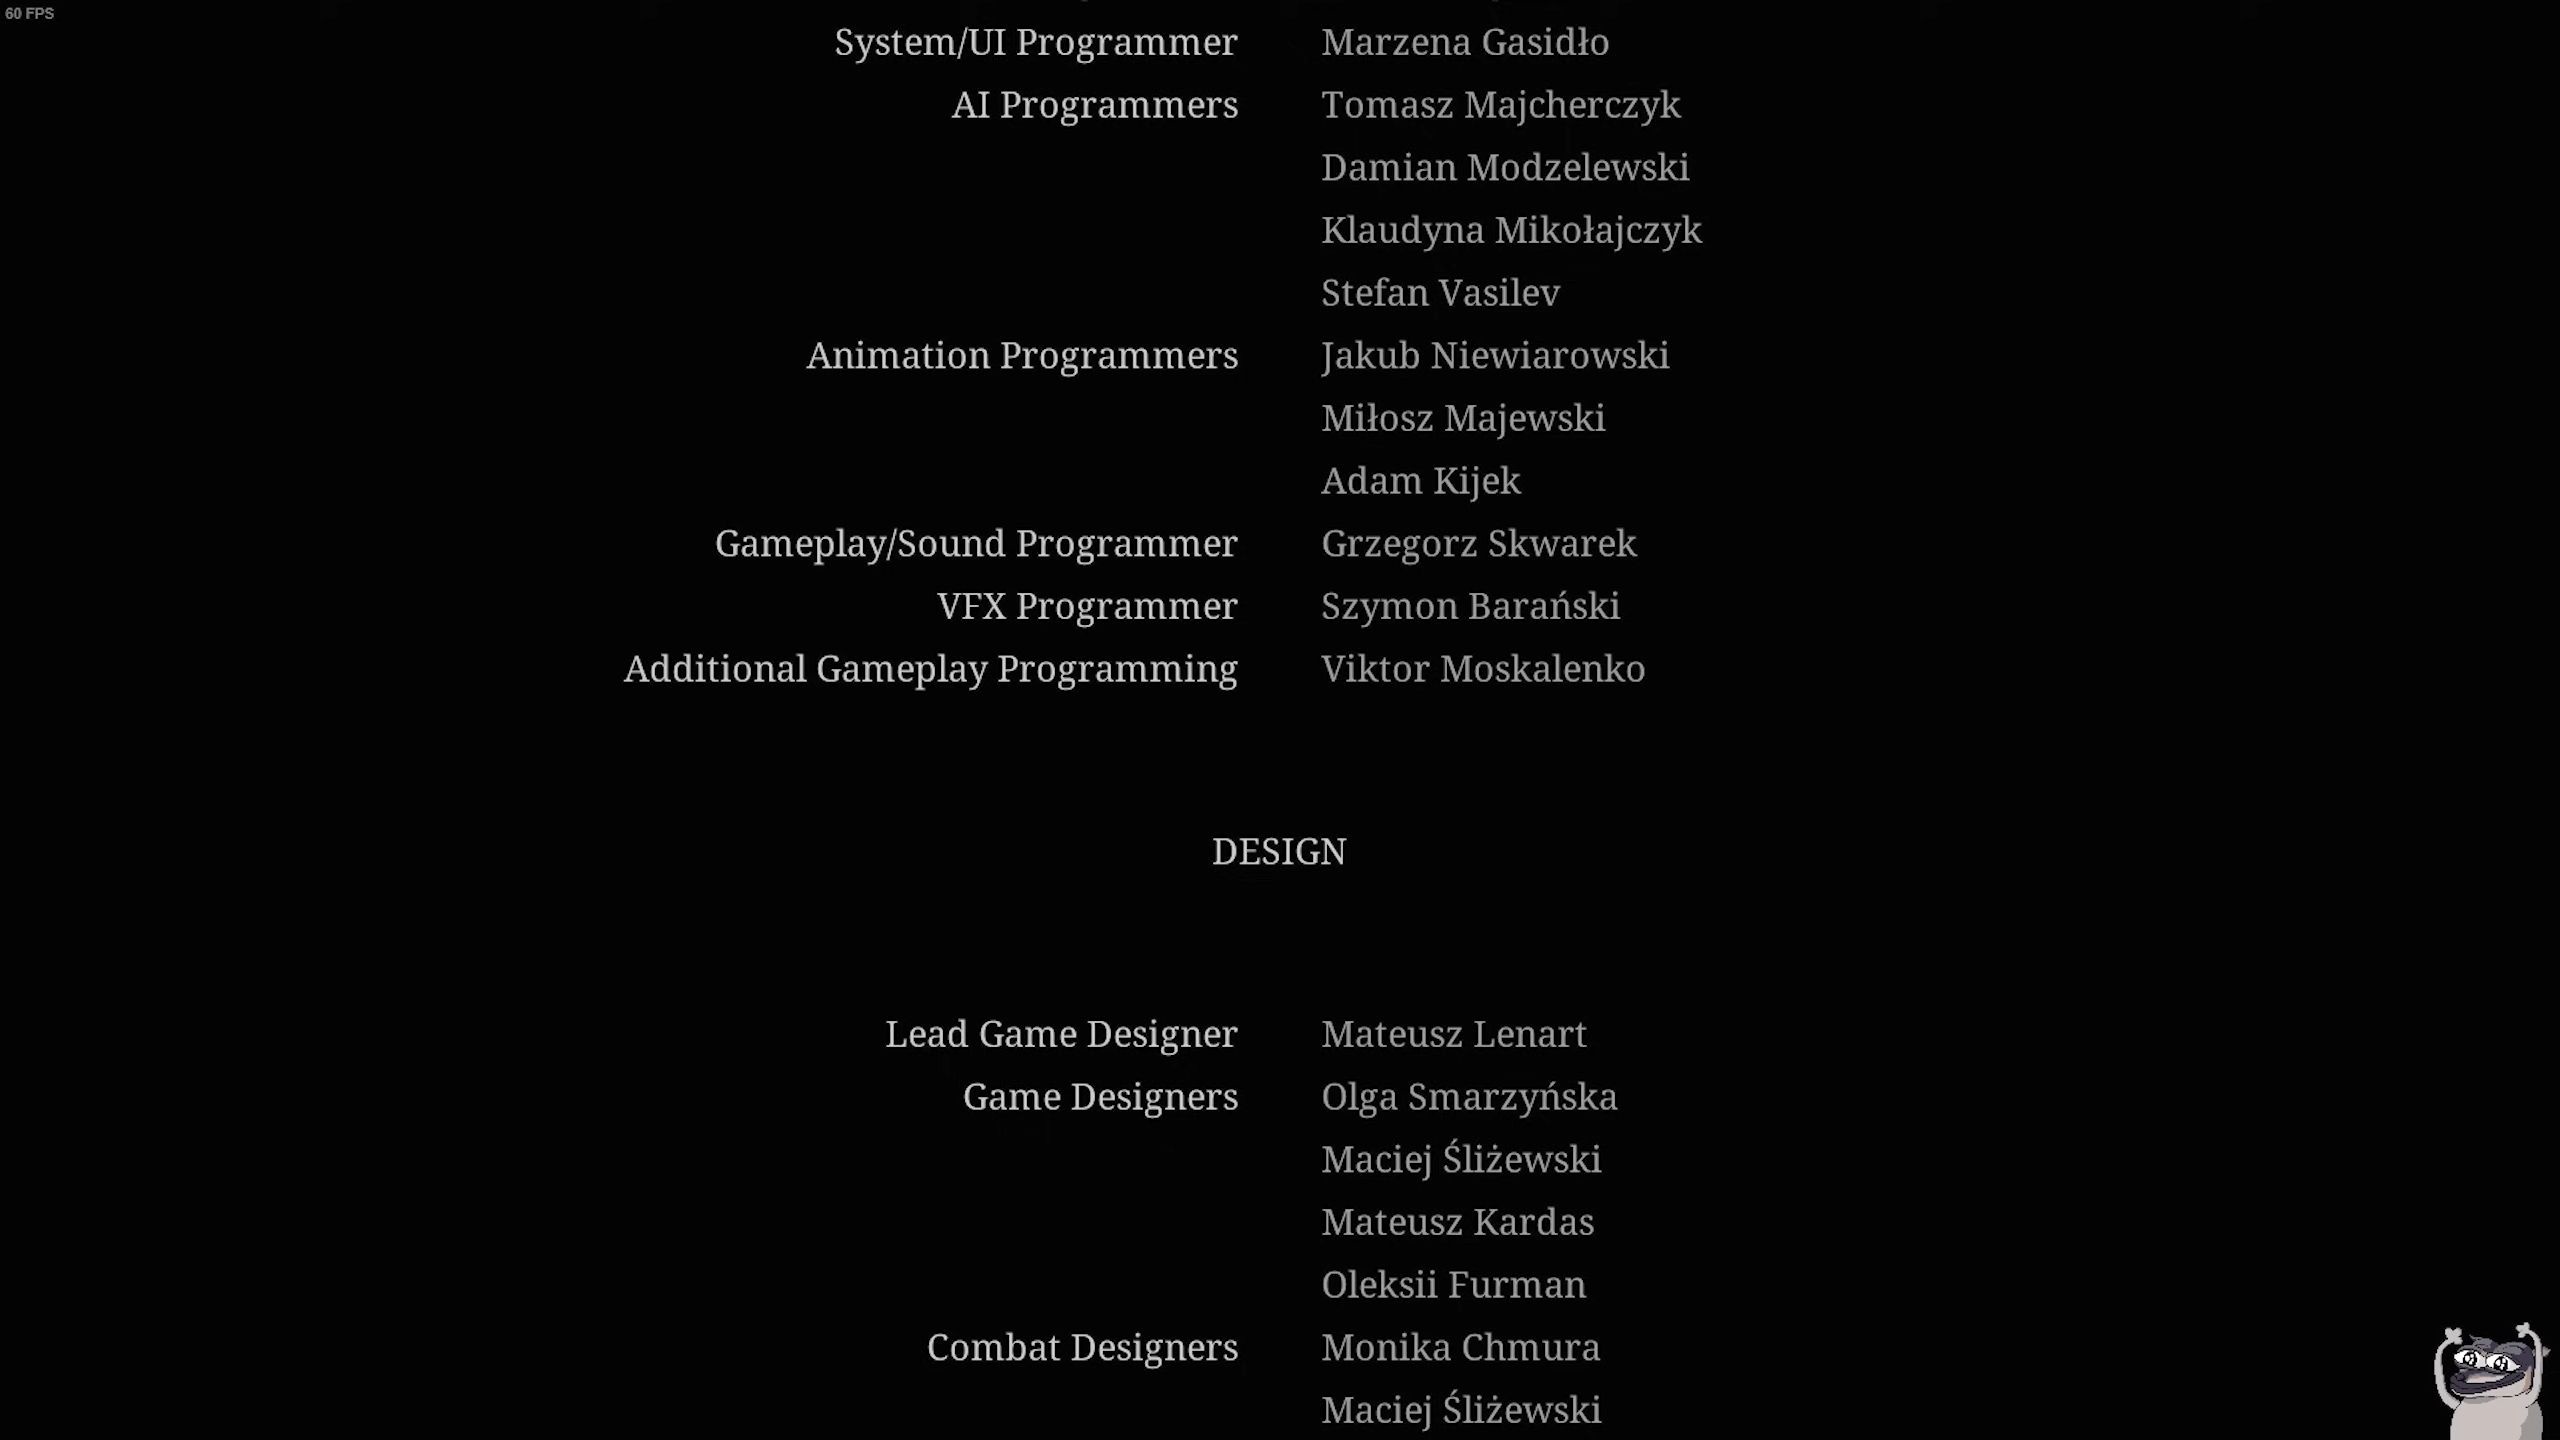 60 FPS
System/UI Programmer Marzena Gasidło
AI Programmers Tomasz Majcherczyk
Damian Modzelewski
Klaudyna Mikołajczyk
Stefan Vasilev
Animation Programmers Jakub Niewiarowski
Miłosz Majewski
Adam Kijek
Gameplay/Sound Programmer Grzegorz Skwarek
VFX Programmer Szymon Barański
Additional Gameplay Programming Viktor Moskalenko
DESIGN
Lead Game Designer Mateusz Lenart
Game Designers Olga Smarzyńska
Maciej Śliżewski
Mateusz Kardas
Oleksii Furman
Combat Designers Monika Chmura
Maciej Śliżewski